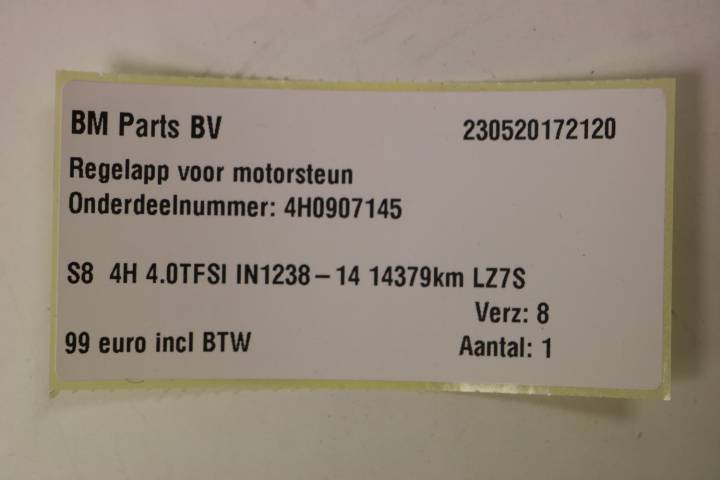 BM Parts BV 230520172120
Regelapp voor motorsteun
Onderdeelnummer: 4H0907145
S8 4H 4.0TFSI IN1238-14 14379km LZ7S
Verz: 8
99 euro incl BTW Aantal: 1